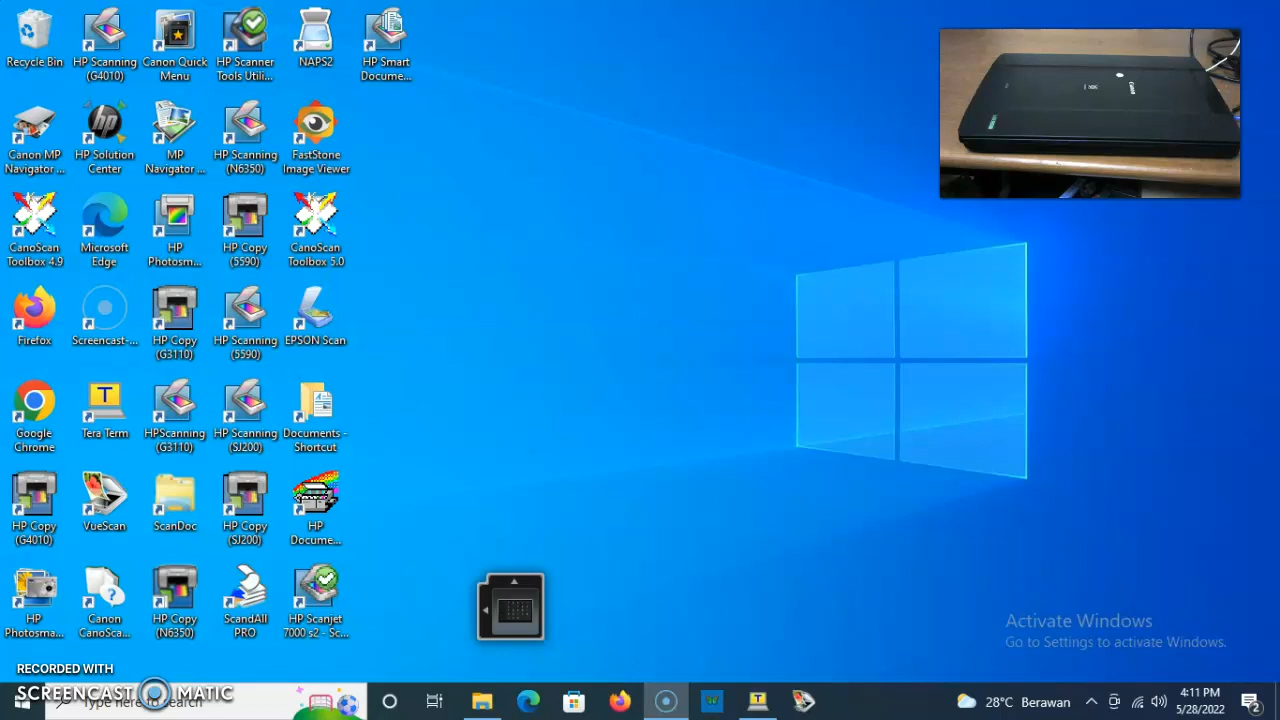 Recycle Bin
HP Scanning
(G4010)
Canon Quick
Menu
HP Scanner
Tools Utili...
NAPS2
HP Smart
Docume...
Canon MP
Navigator ...
HP Solution
Center
MP
Navigator ...
HP Scanning
(N6350)
FastStone
Image Viewer
CanoScan
Toolbox 4.9
Microsoft
Edge
HP
Photosm...
HP Copy
(5590)
CanoScan
Toolbox 5.0
Firefox
Screencast-...
HP Copy
(G3110)
HP Scanning
(5590)
EPSON Scan
Google
Chrome
Tera Term
HPScanning
(G3110)
HP Scanning
(SJ200)
Documents -
Shortcut
HP Copy
(G4010)
VueScan
ScanDoc
HP Copy
(SJ200)
HP
Docume...
HP
Photosma...
Canon
CanoSca...
HP Copy
(N6350)
ScandAll
PRO
HP Scanjet
7000 s2 - Sc...
Canon
Activate Windows
Go to Settings to activate Windows.
RECORDED WITH
SCREENCAST MATIC
Type here to search
28°C Berawan
4:11 PM
5/28/2022
2